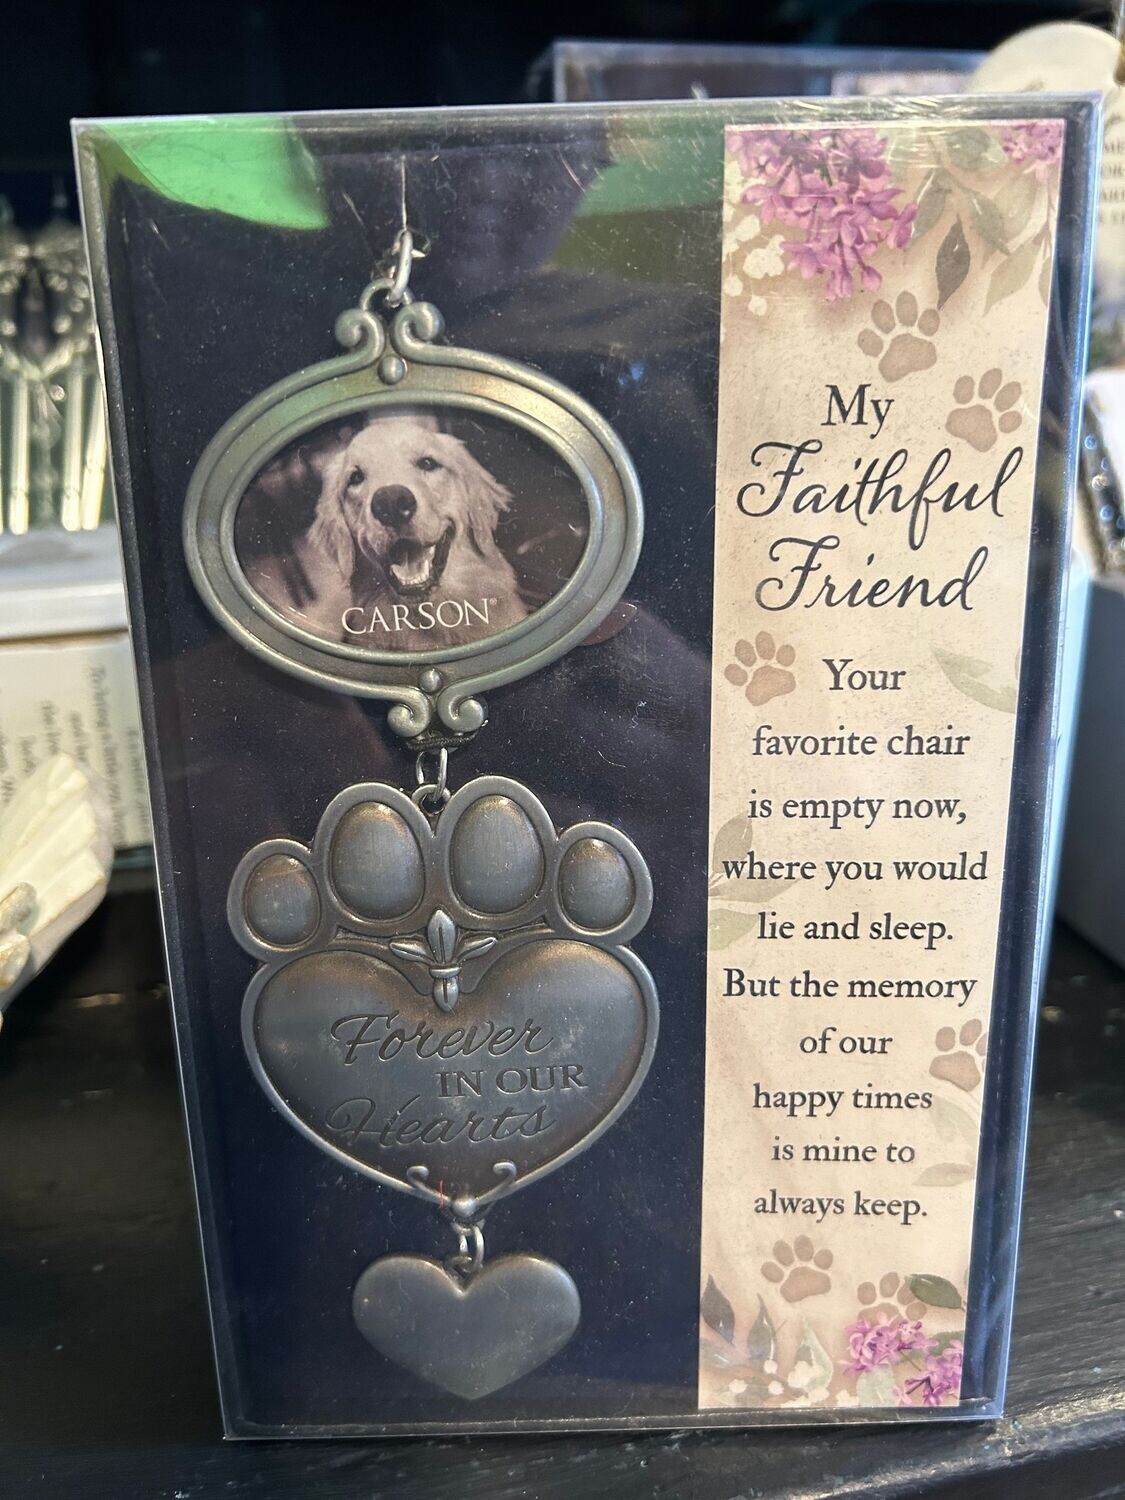 CARSON®
Forever
IN OUR
Hearts
My
Faithful
Friend
Your
favorite chair
is empty now,
where you would
lie and sleep.
But the memory
of our
happy times
is mine to
always keep.